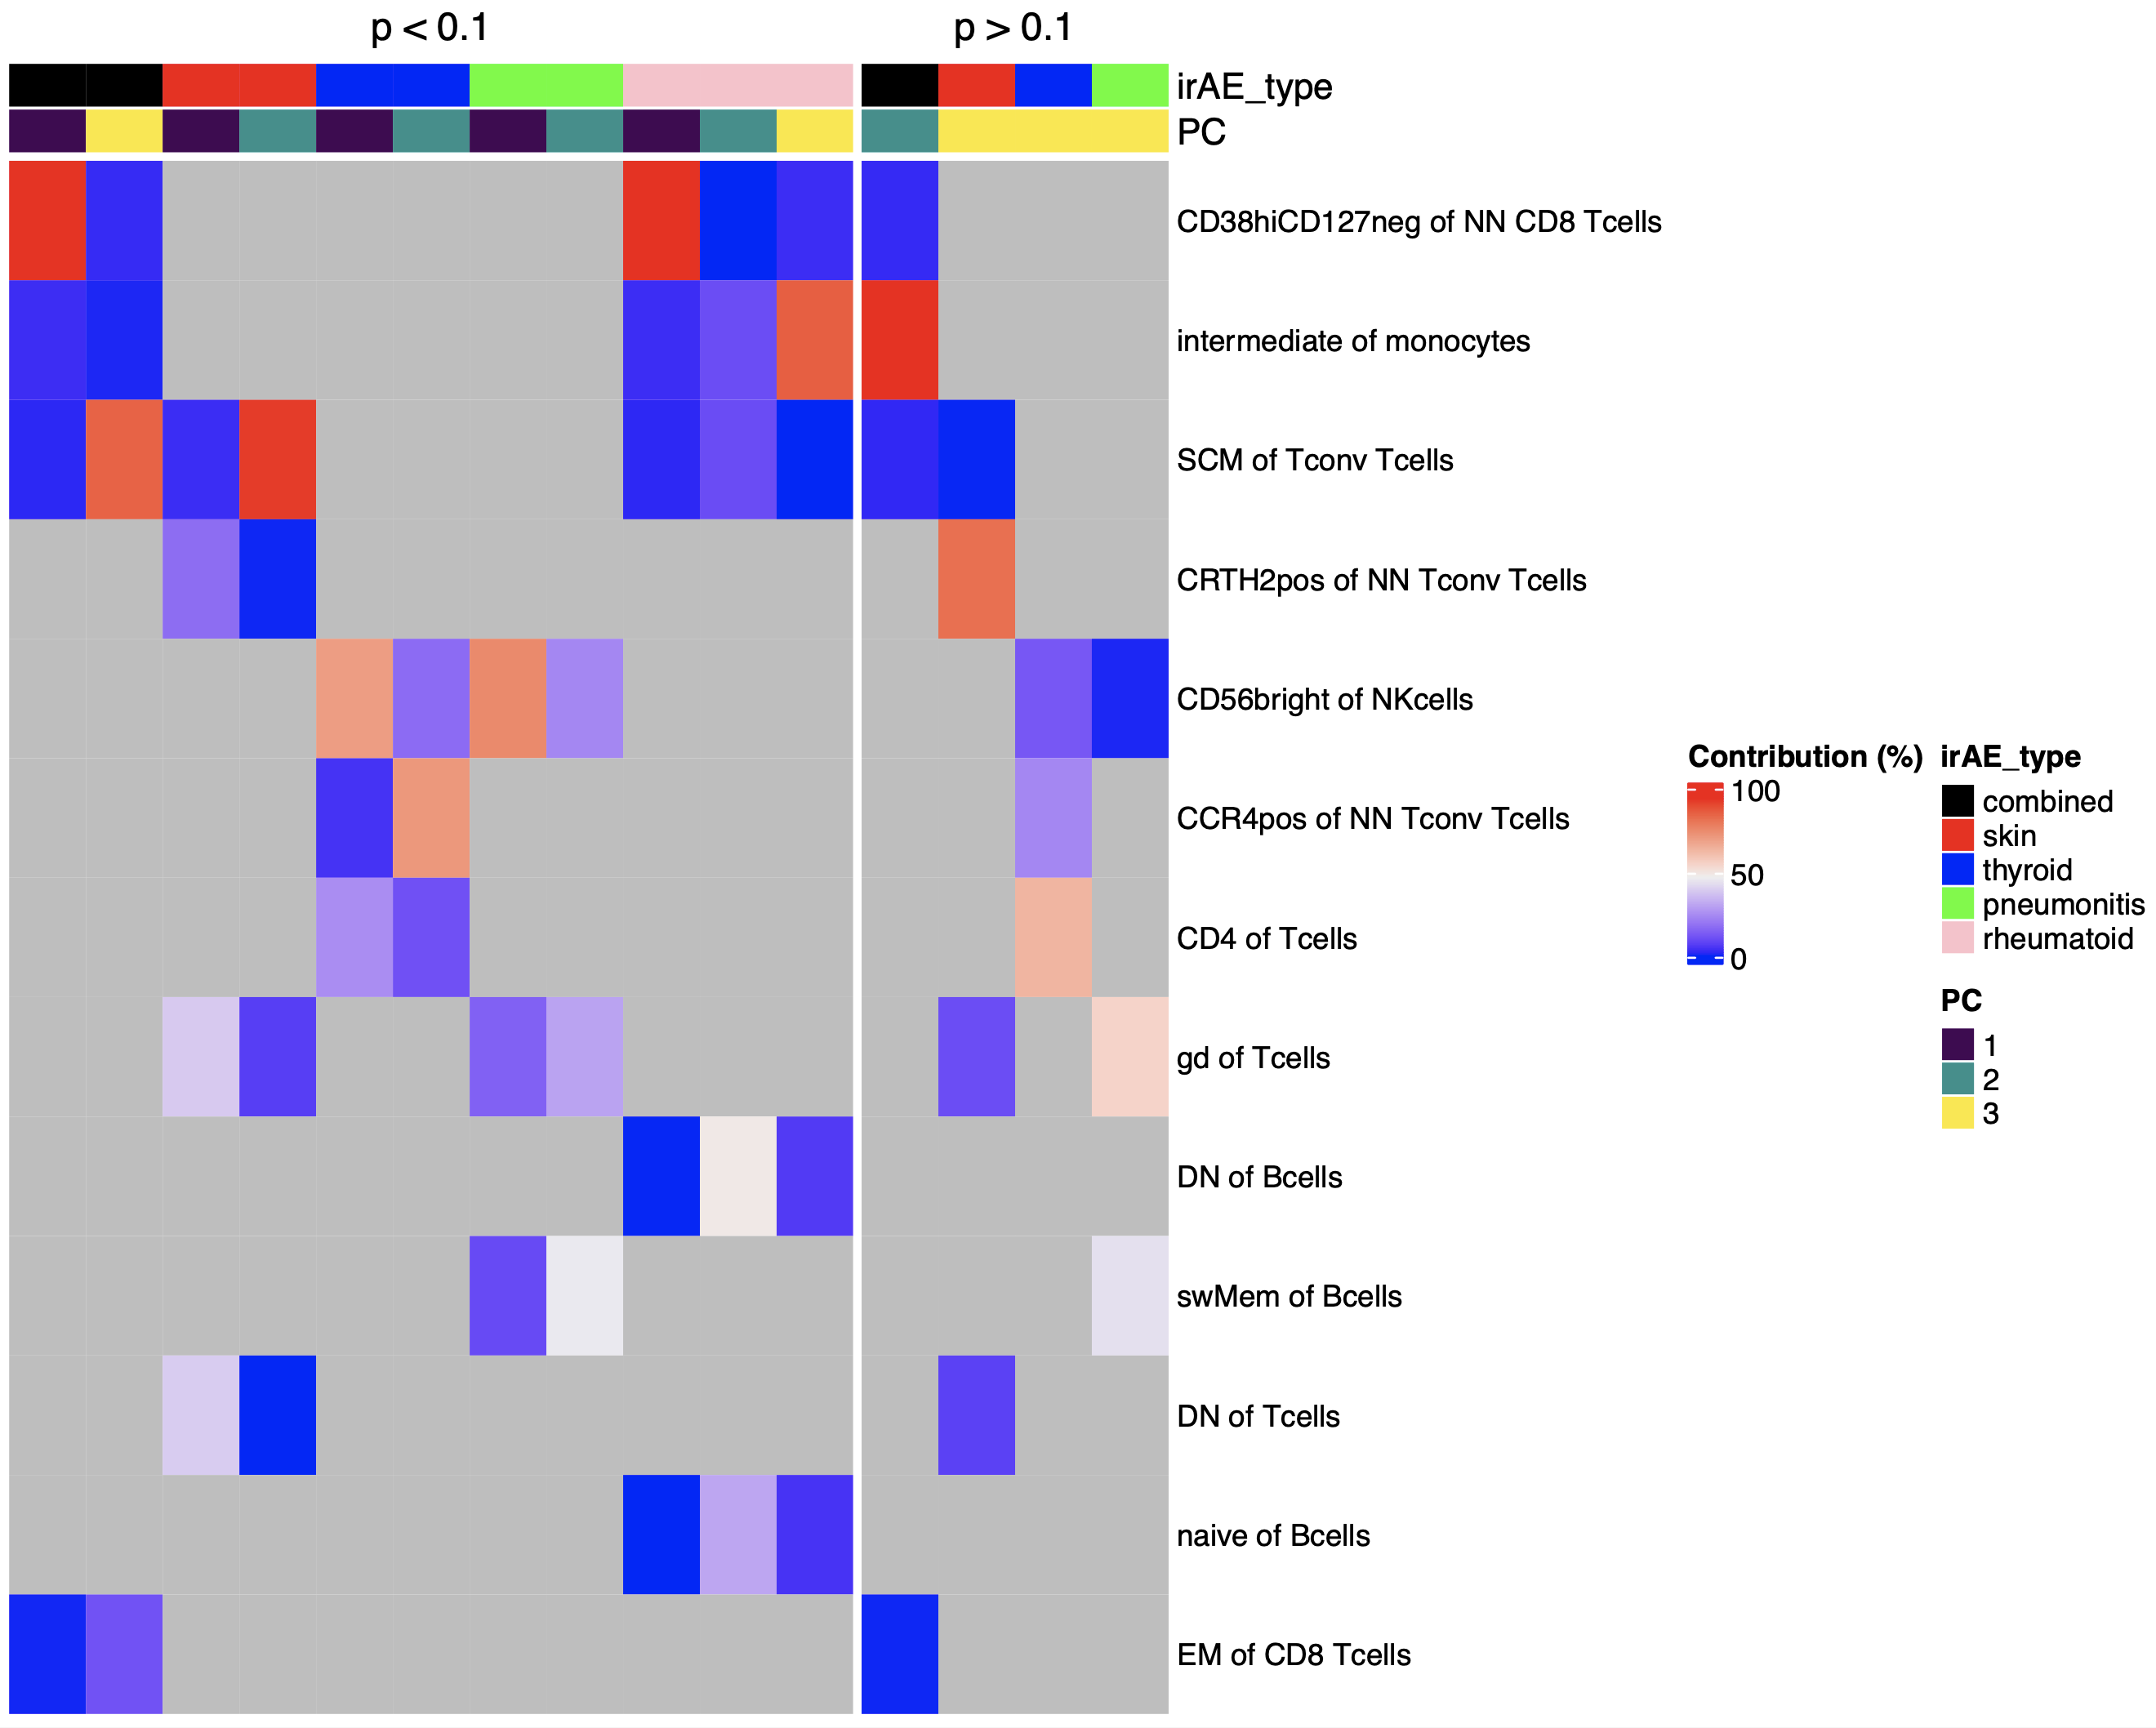 p < 0.1
p > 0.1
irAE_type
PC
CD38hiCD127neg of NN CD8 Tcells
intermediate of monocytes
SCM of Tconv Tcells
CRTH2pos of NN Tconv Tcells
CD56bright of NKcells
CCR4pos of NN Tconv Tcells
CD4 of Tcells
gd of Tcells
DN of Bcells
swMem of Bcells
DN of Tcells
naive of Bcells
EM of CD8 Tcells
Contribution (%)
100
50
0
irAE_type
combined
skin
thyroid
pneumonitis
rheumatoid
PC
1
2
3